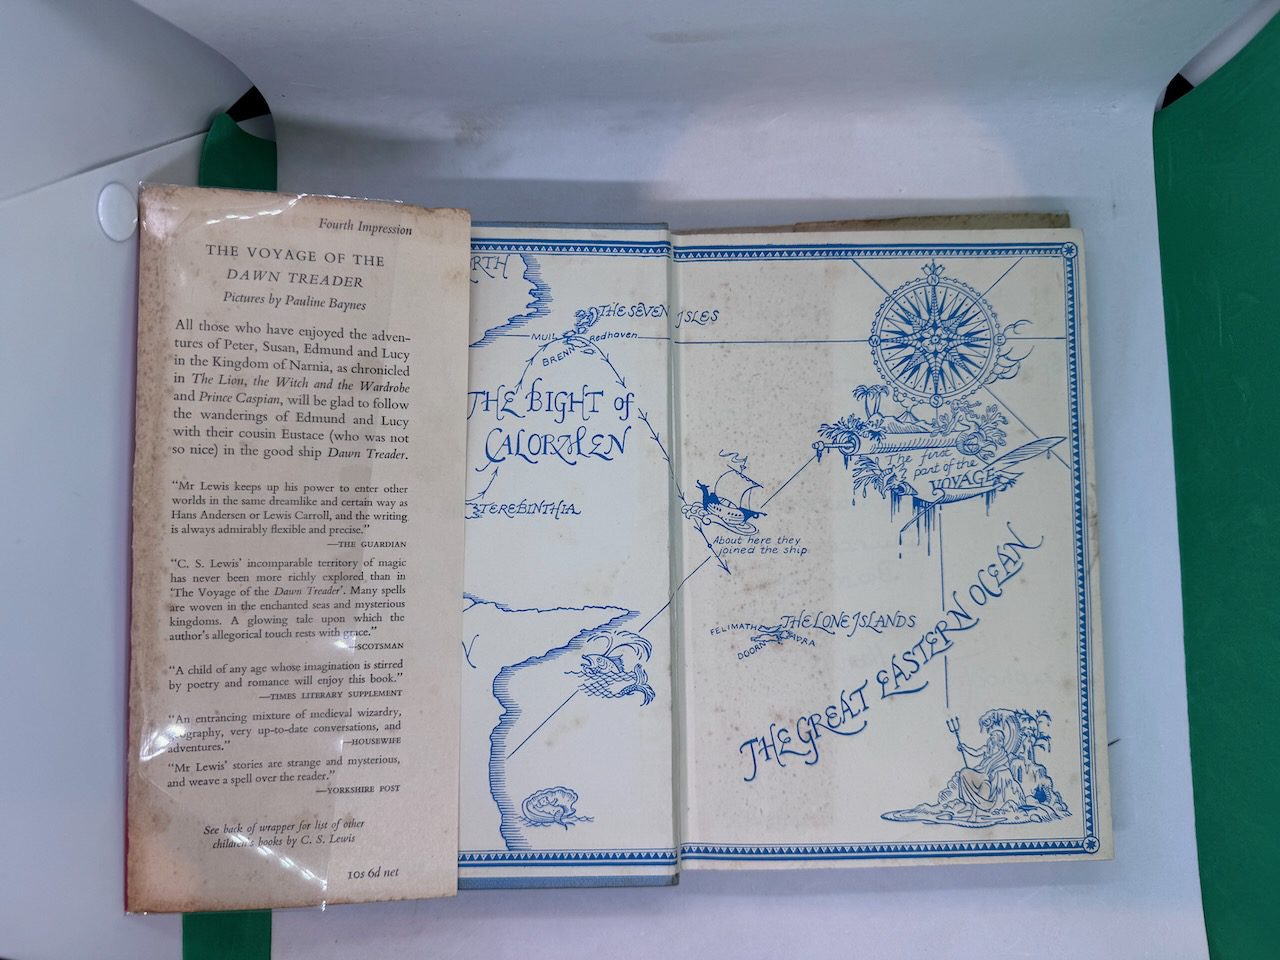 Fourth Impression
THE VOYAGE OF THE
DAWN TREADER
Pictures by Pauline Baynes
All those who have enjoyed the adven-
tures of Peter, Susan, Edmund and Lucy
in the Kingdom of Narnia, as chronicled
in The Lion, the Witch and the Wardrobe
and Prince Caspian, will be glad to follow
the wanderings of Edmund and Lucy
with their cousin Eustace (who was not
so nice) in the good ship Dawn Treader.
“Mr Lewis keeps up his power to enter other
worlds in the same dreamlike and certain way as
Hans Andersen or Lewis Carroll, and the writing
is always admirably flexible and precise.”
—THE GUARDIAN
“C. S. Lewis’ incomparable territory of magic
has never been more richly explored than in
‘The Voyage of the Dawn Treader’. Many spells
are woven in the enchanted seas and mysterious
kingdoms. A glowing tale upon which the
author’s allegorical touch rests with grace.”
—SCOTSMAN
“A child of any age whose imagination is stirred
by poetry and romance will enjoy this book.”
—TIMES LITERARY SUPPLEMENT
“An entrancing mixture of medieval wizardry,
geography, very up-to-date conversations, and
adventures.”
—HOUSEWIFE
“Mr Lewis’ stories are strange and mysterious,
and weave a spell over the reader.”
—YORKSHIRE POST
See back of wrapper for list of other
children’s books by C. S. Lewis
10s 6d net
RTH
THE SEVEN ISLES
MUIL
Redhaven
BRENN
THE BIGHT of
CALORMEN
TEREBINTHIA
N
S
The first
part of the
VOYAGE
About here they
joined the ship
FELIMATH
THE LONE ISLANDS
DOORN
AVRA
THE GREAT EASTERN OCEAN